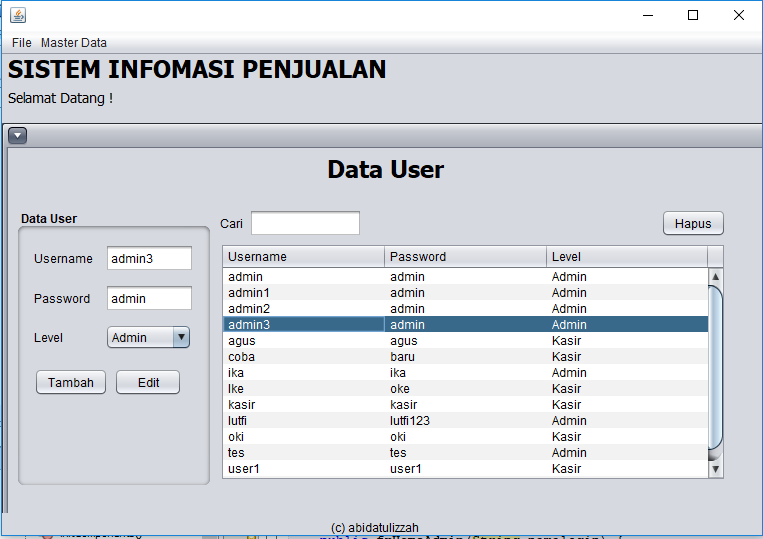 File Master Data
SISTEM INFOMASI PENJUALAN
Selamat Datang !
Data User
Data User
Username admin3
Password admin
Level Admin
Tambah Edit
Cari Hapus
Username Password Level
admin admin Admin
admin1 admin Admin
admin2 admin Admin
admin3 admin Admin
agus agus Kasir
coba baru Kasir
ika ika Admin
Ike oke Kasir
kasir kasir Kasir
lutfi lutfi123 Admin
oki oki Kasir
tes tes Admin
user1 user1 Kasir
(c) abidatulizzah